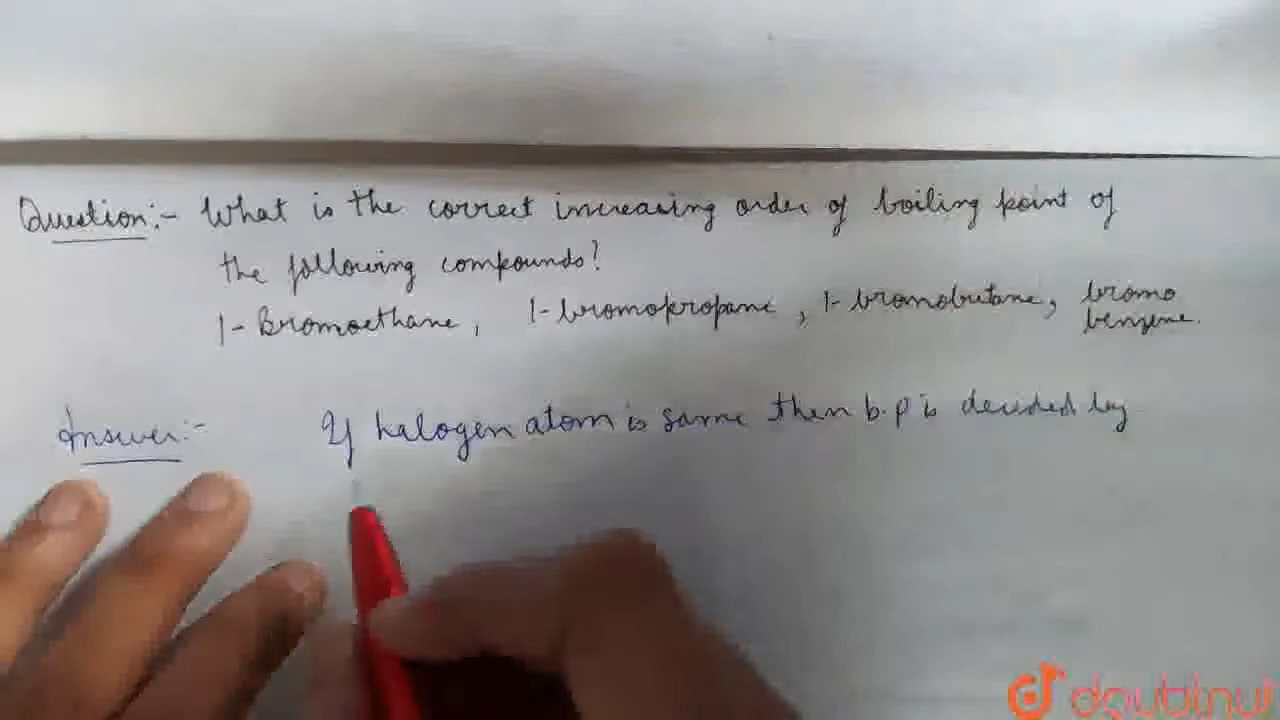 Question:- What is the correct increasing order of boiling point of
the following compounds?
1-Bromoethane, 1-bromopropane, 1-bromobutane, bromo
benzene.
Answer:- If halogen atom is same then b.p is decided by
doubtnut